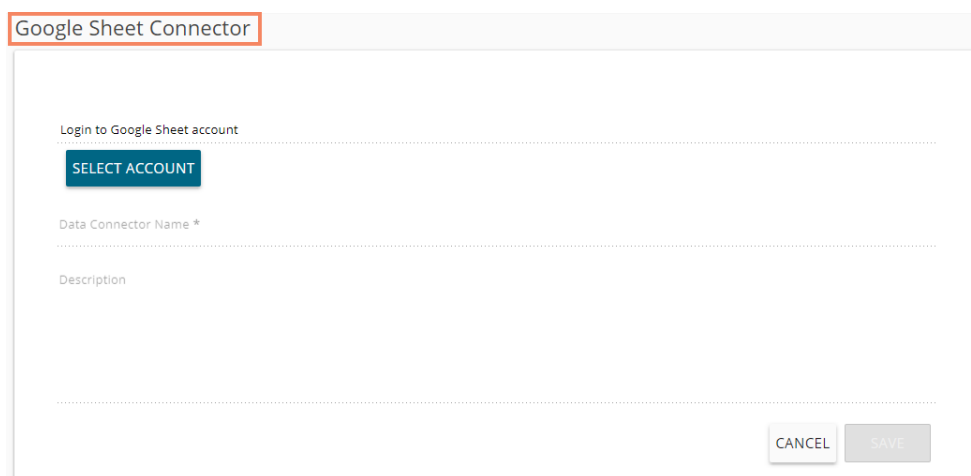 Google Sheet Connector
Login to Google Sheet account
SELECT ACCOUNT
Data Connector Name *
Description
CANCEL SAVE